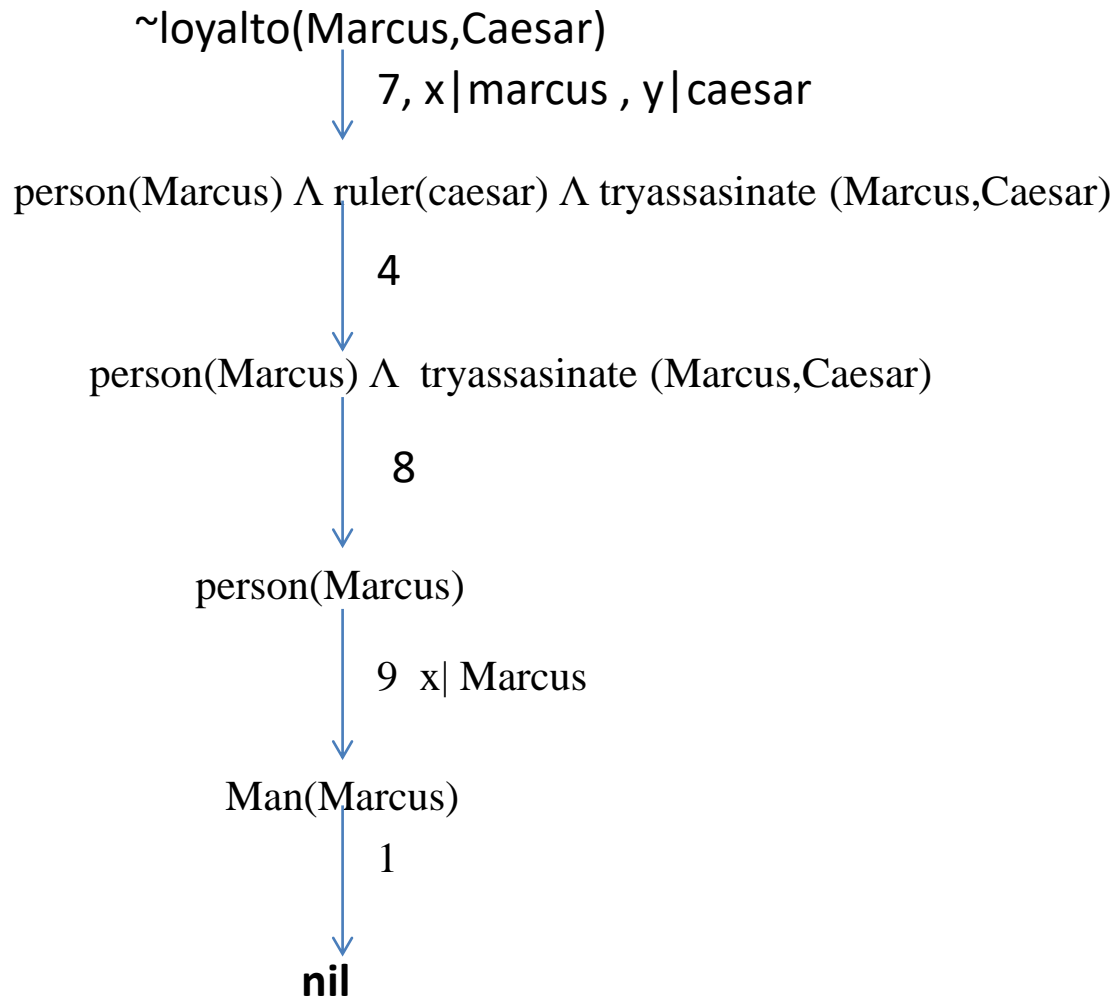 ~loyalto(Marcus,Caesar)
7, x|marcus , y|caesar
person(Marcus) Λ ruler(caesar) Λ tryassasinate (Marcus,Caesar)
4
person(Marcus) Λ tryassasinate (Marcus,Caesar)
8
person(Marcus)
9 x| Marcus
Man(Marcus)
1
nil